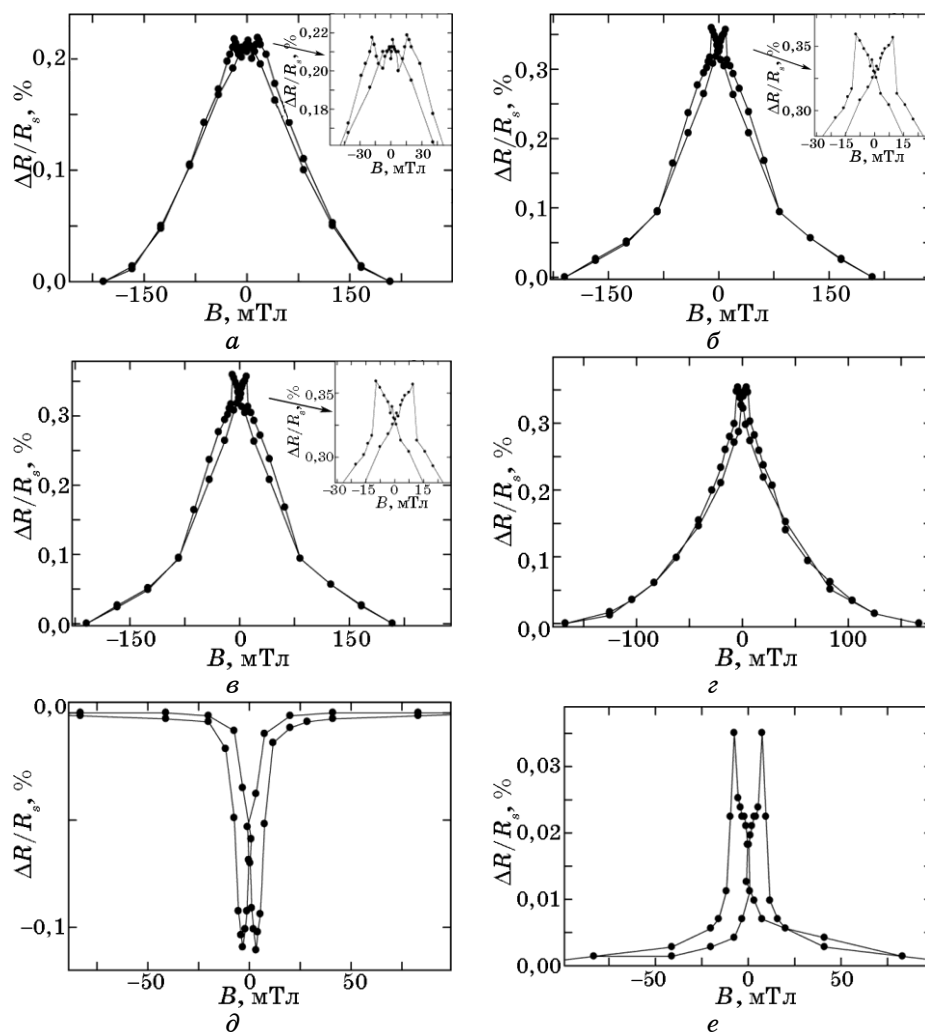 0,2
0,1
0,0
ΔR/R_s, %
−150 0 150
B, мТл
0,22
0,20
0,18
ΔR/R_s, %
−30 0 30
B, мТл
а
0,3
0,2
0,1
0,0
ΔR/R_s, %
−150 0 150
B, мТл
0,35
0,30
ΔR/R_s, %
−30 −15 0 15
B, мТл
б
0,3
0,2
0,1
0,0
ΔR/R_s, %
−150 0 150
B, мТл
0,35
0,30
ΔR/R_s, %
−30 −15 0 15
B, мТл
в
0,3
0,2
0,1
0,0
ΔR/R_s, %
−100 0 100
B, мТл
г
0,0
−0,1
ΔR/R_s, %
−50 0 50
B, мТл
д
0,03
0,02
0,01
0,00
ΔR/R_s, %
−50 0 50
B, мТл
е